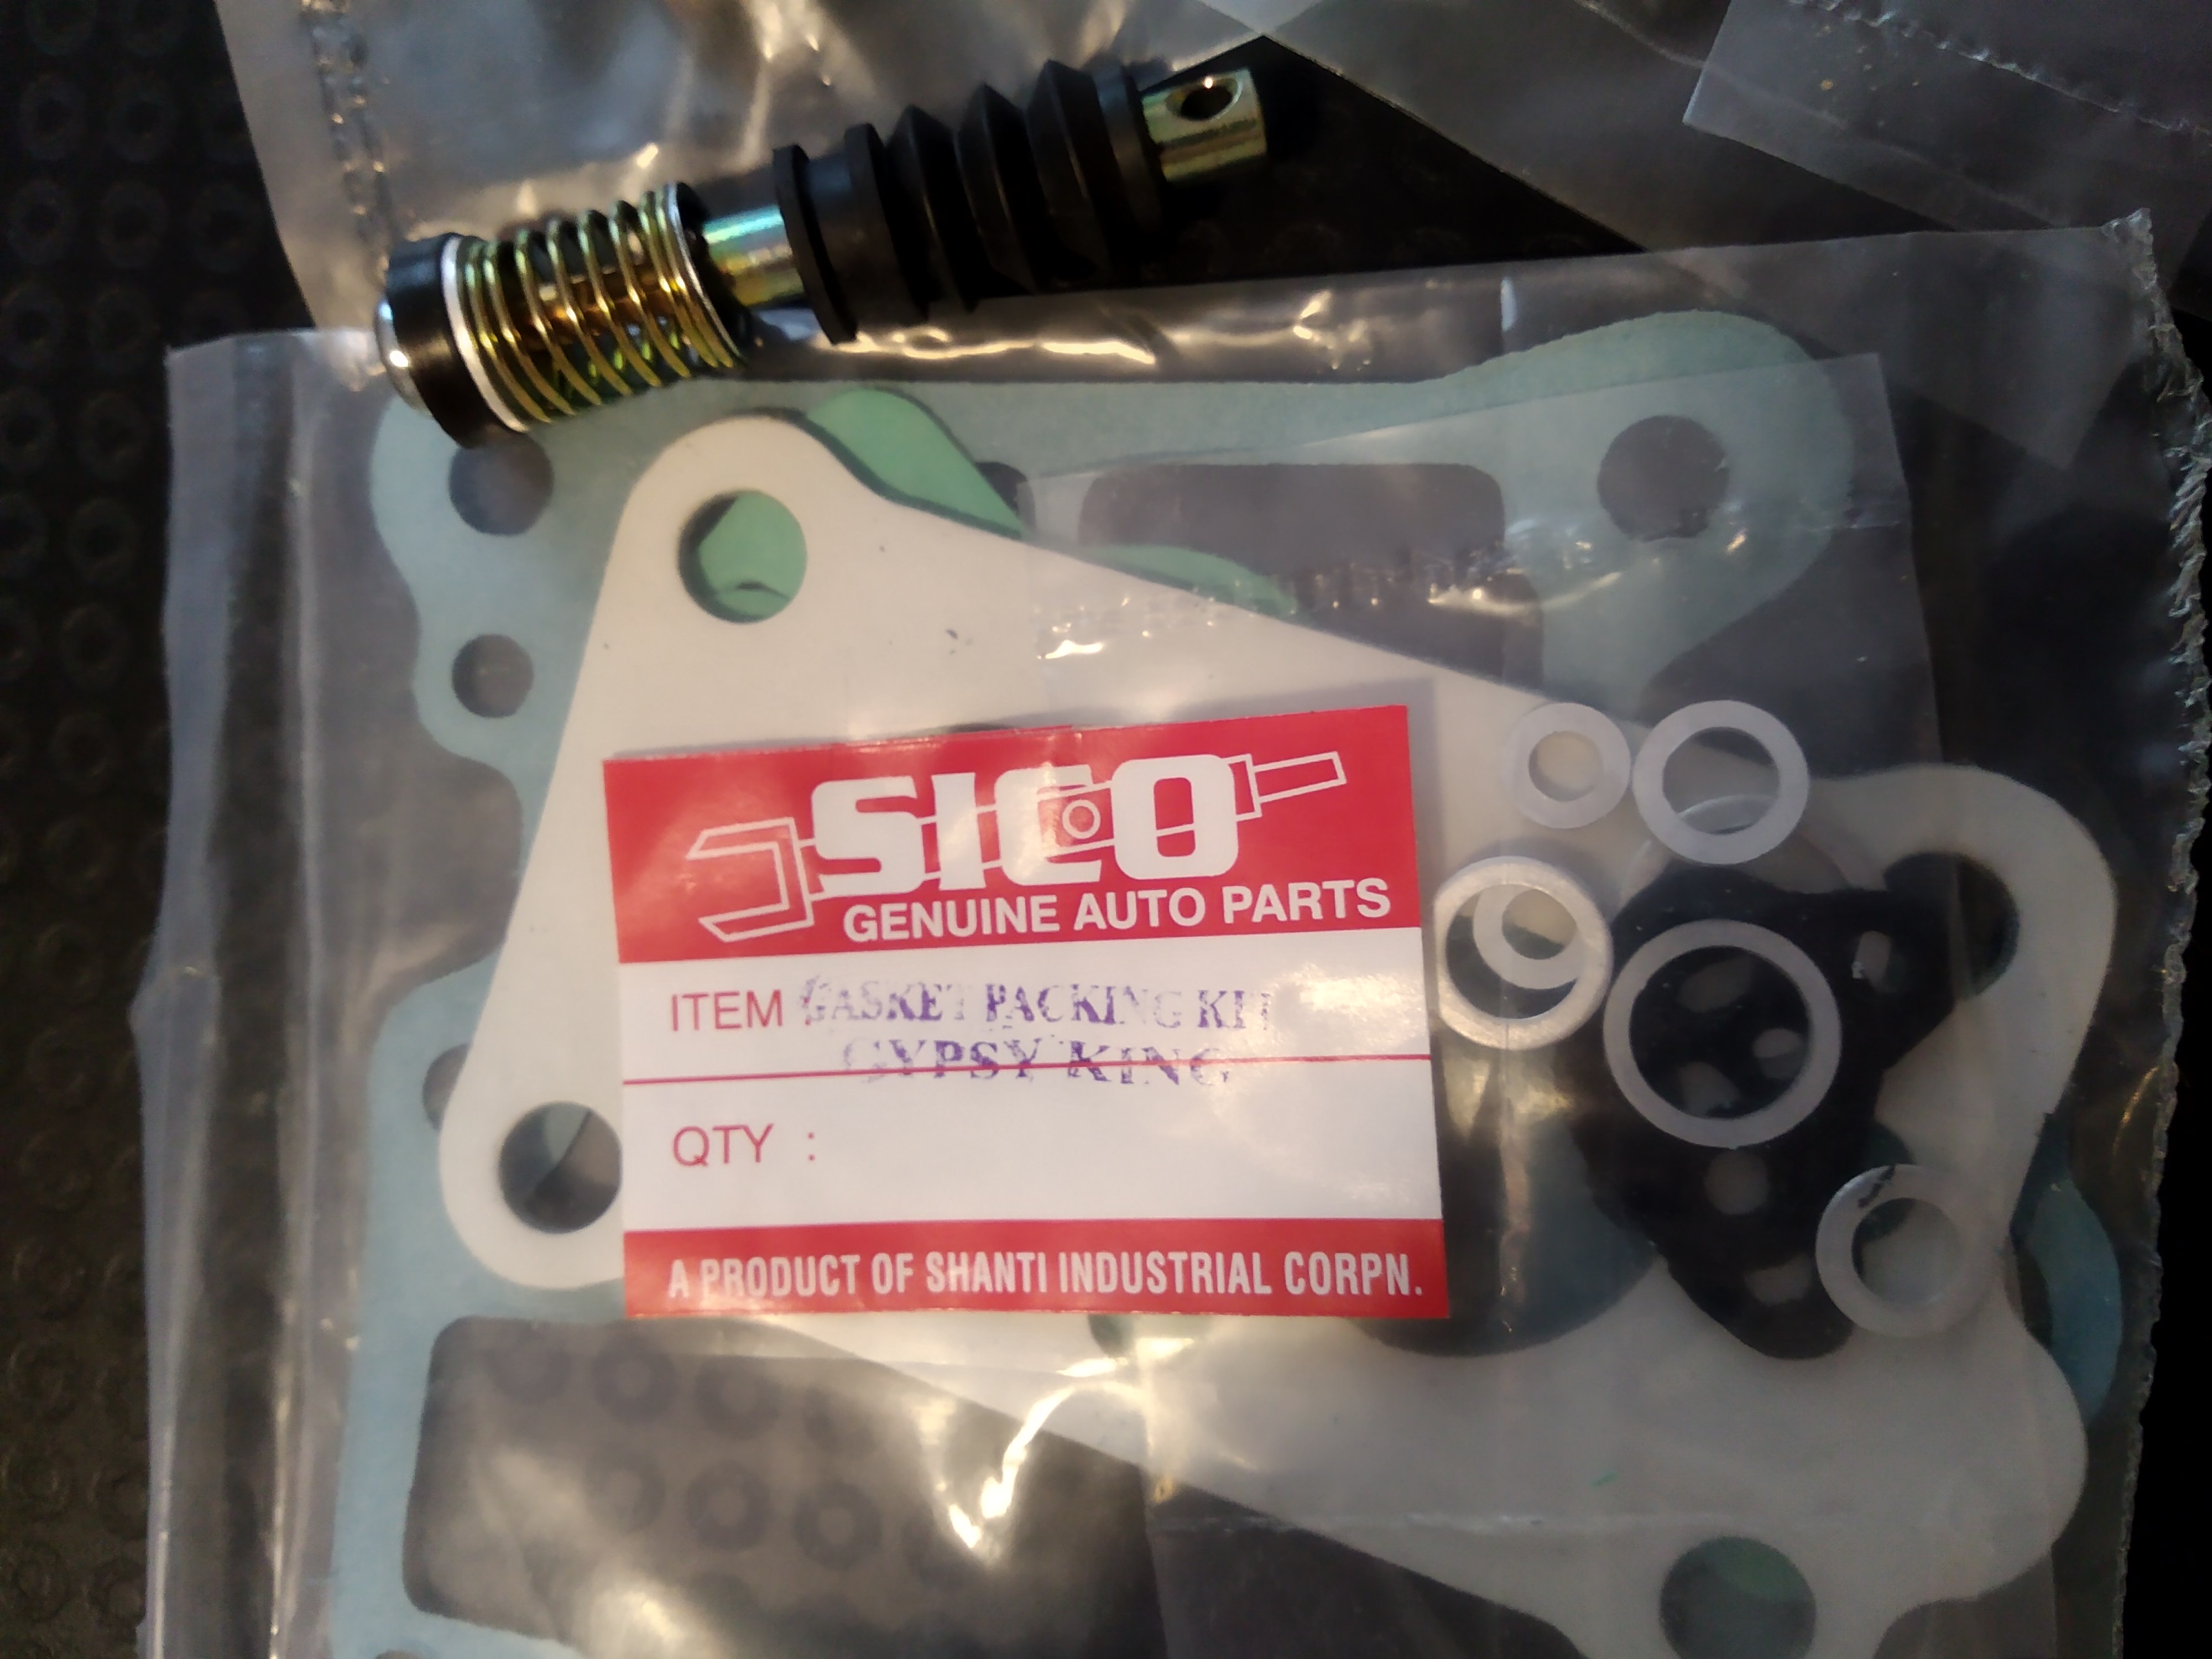 SICO
GENUINE AUTO PARTS
ITEM : GASKET PACKING KIT
GYPSY KING
QTY :
A PRODUCT OF SHANTI INDUSTRIAL CORPN.